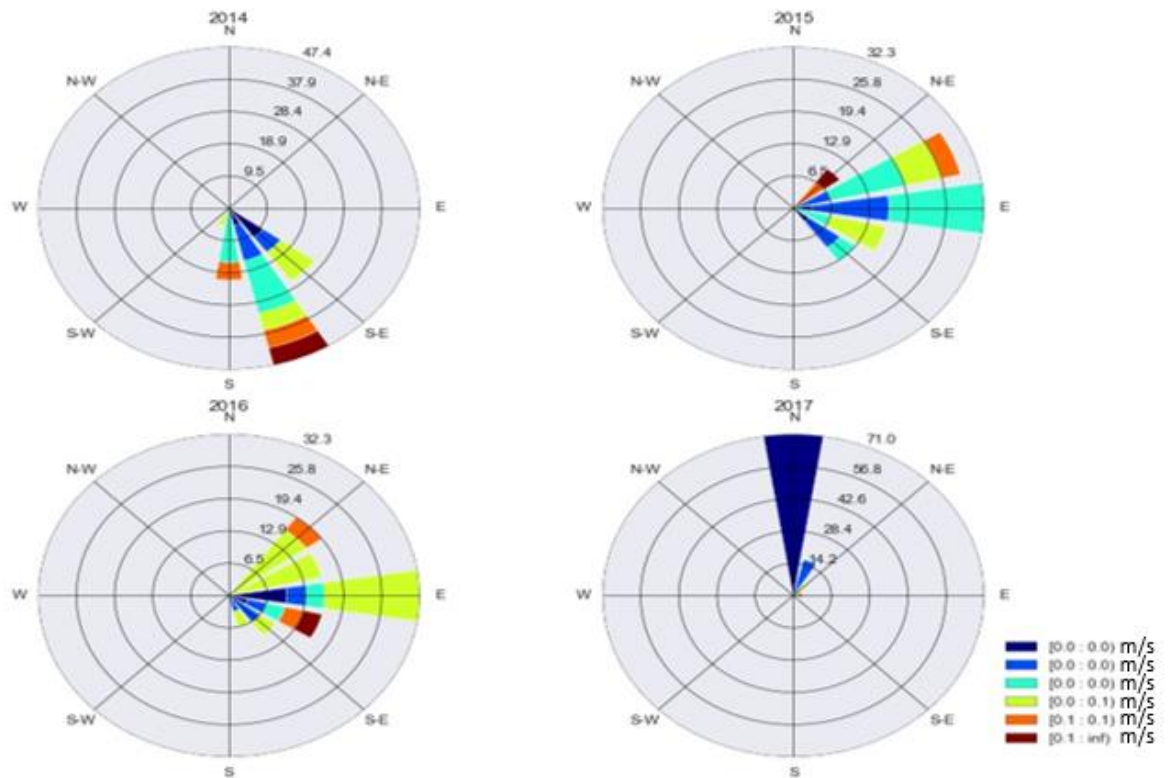 2014
N
47.4
N-W
N-E
37.9
28.4
18.9
9.5
W
E
S-W
S-E
S
2015
N
32.3
N-W
N-E
25.8
19.4
12.9
6.5
W
E
S-W
S-E
S
2016
N
32.3
N-W
N-E
25.8
19.4
12.9
6.5
W
E
S-W
S-E
S
2017
N
71.0
N-W
N-E
56.8
42.6
28.4
14.2
W
E
S-W
S-E
S
[0.0 : 0.0) m/s
[0.0 : 0.0) m/s
[0.0 : 0.0) m/s
[0.0 : 0.1) m/s
[0.1 : 0.1) m/s
[0.1 : inf) m/s